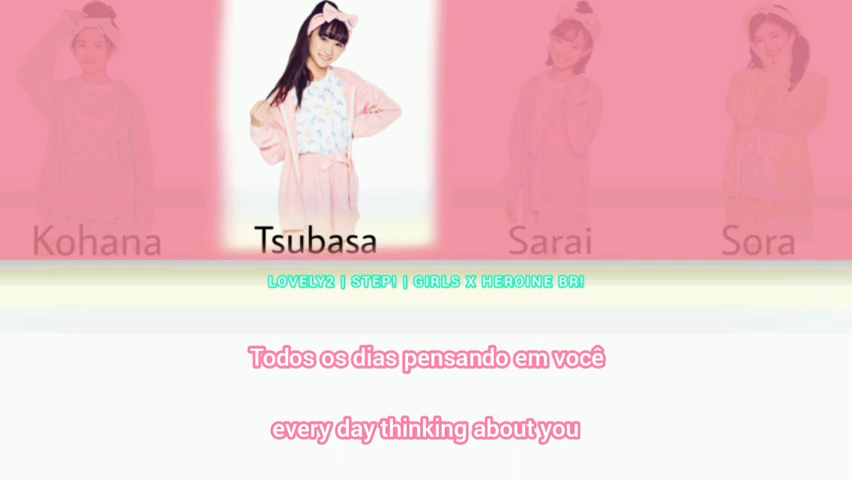 Kohana Tsubasa Sarai Sora
LOVELY2 | STEP! | GIRLS X HEROINE BR!
Todos os dias pensando em você
every day thinking about you